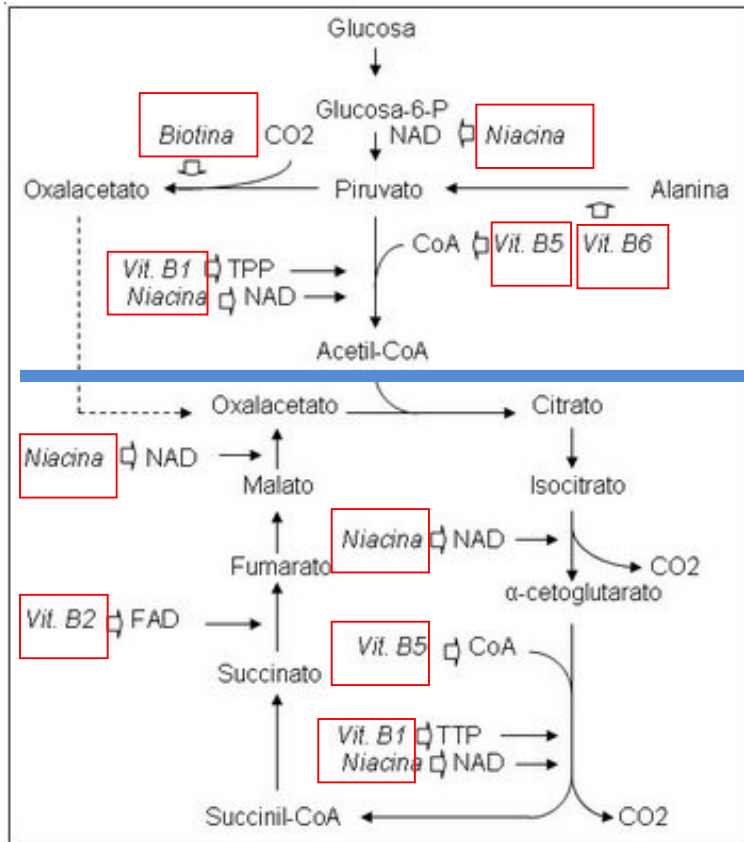 Glucosa
Glucosa-6-P
Biotina CO2 NAD Niacina
Oxalacetato Piruvato Alanina
CoA Vit. B5 Vit. B6
Vit. B1 TPP
Niacina NAD
Acetil-CoA
Oxalacetato Citrato
Niacina NAD
Malato Isocitrato
Niacina NAD
Fumarato CO2
α-cetoglutarato
Vit. B2 FAD
Vit. B5 CoA
Succinato
Vit. B1 TTP
Niacina NAD
Succinil-CoA CO2